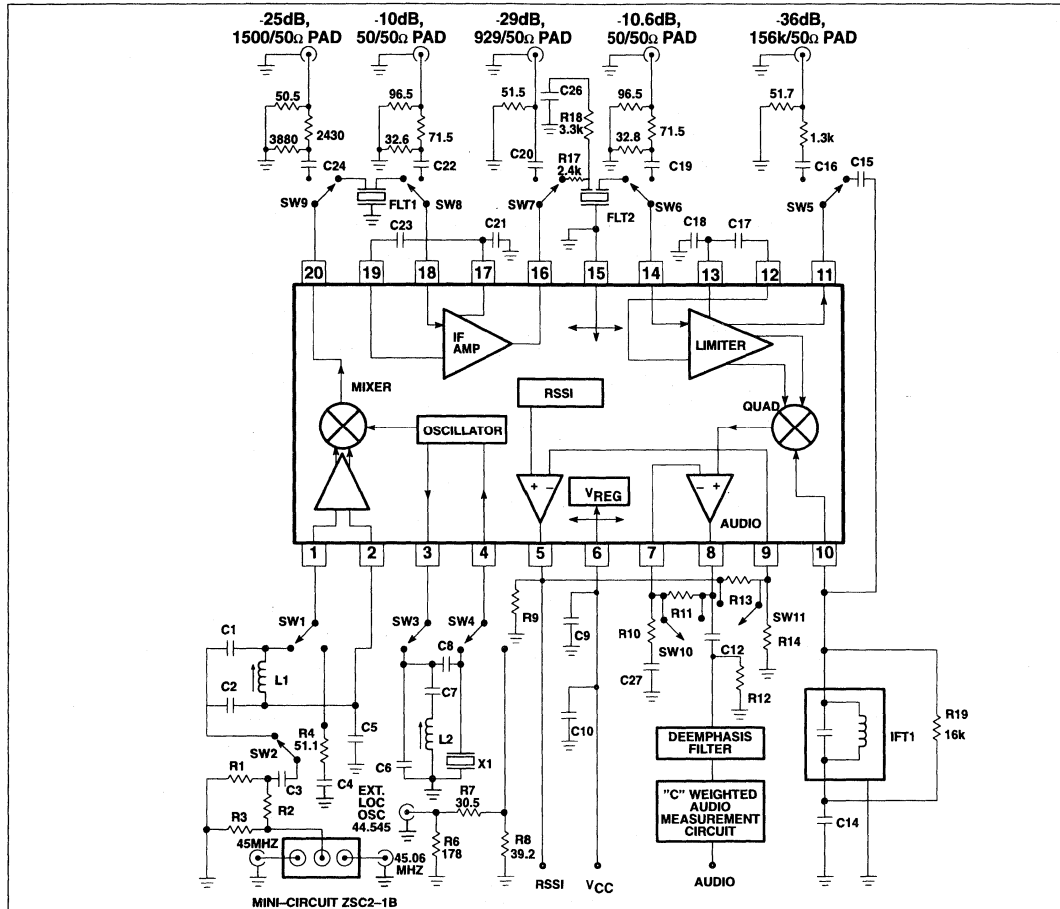 -25dB, 1500/50Ω PAD
-10dB, 50/50Ω PAD
-29dB, 929/50Ω PAD
-10.6dB, 50/50Ω PAD
-36dB, 156k/50Ω PAD
50.5
2430
3880
C24
96.5
71.5
32.6
C22
51.5
C20
C26
R18
3.3k
R17
2.4k
96.5
71.5
32.8
C19
51.7
1.3k
C16
C15
SW9
FLT1
SW8
SW7
FLT2
SW6
SW5
C23
C21
C18
C17
20
19
18
17
16
15
14
13
12
11
IF AMP
LIMITER
MIXER
RSSI
QUAD
OSCILLATOR
+ −
VREG
− +
AUDIO
1
2
3
4
5
6
7
8
9
10
SW1
SW3
SW4
R9
C9
R10
R11
SW10
R13
SW11
R14
C1
L1
C2
C8
C7
C12
C27
R12
C5
R4
51.1
L2
C10
R19
16k
IFT1
SW2
C3
C4
C6
X1
DEEMPHASIS FILTER
R1
R2
R3
EXT. LOC OSC 44.545
R7
30.5
R6
178
R8
39.2
"C" WEIGHTED AUDIO MEASUREMENT CIRCUIT
C14
45MHZ
45.06 MHZ
RSSI
VCC
AUDIO
MINI–CIRCUIT ZSC2–1B